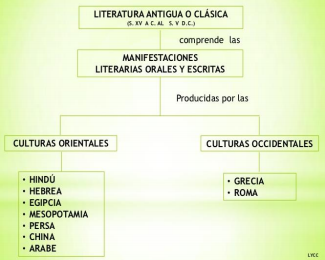 LITERATURA ANTIGUA O CLÁSICA
(S. XV A C. AL S. V D.C.)
comprende las
MANIFESTACIONES
LITERARIAS ORALES Y ESCRITAS
Producidas por las
CULTURAS ORIENTALES
CULTURAS OCCIDENTALES
• HINDÚ
• HEBREA
• EGIPCIA
• MESOPOTAMIA
• PERSA
• CHINA
• ARABE
• GRECIA
• ROMA
LYCC